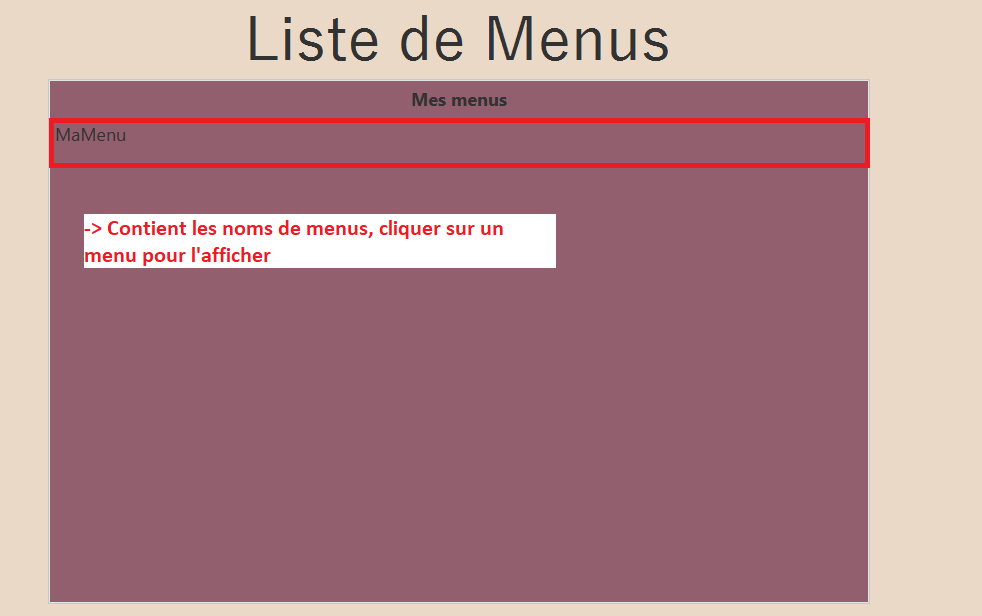 Liste de Menus
Mes menus
MaMenu
-> Contient les noms de menus, cliquer sur un
menu pour l'afficher